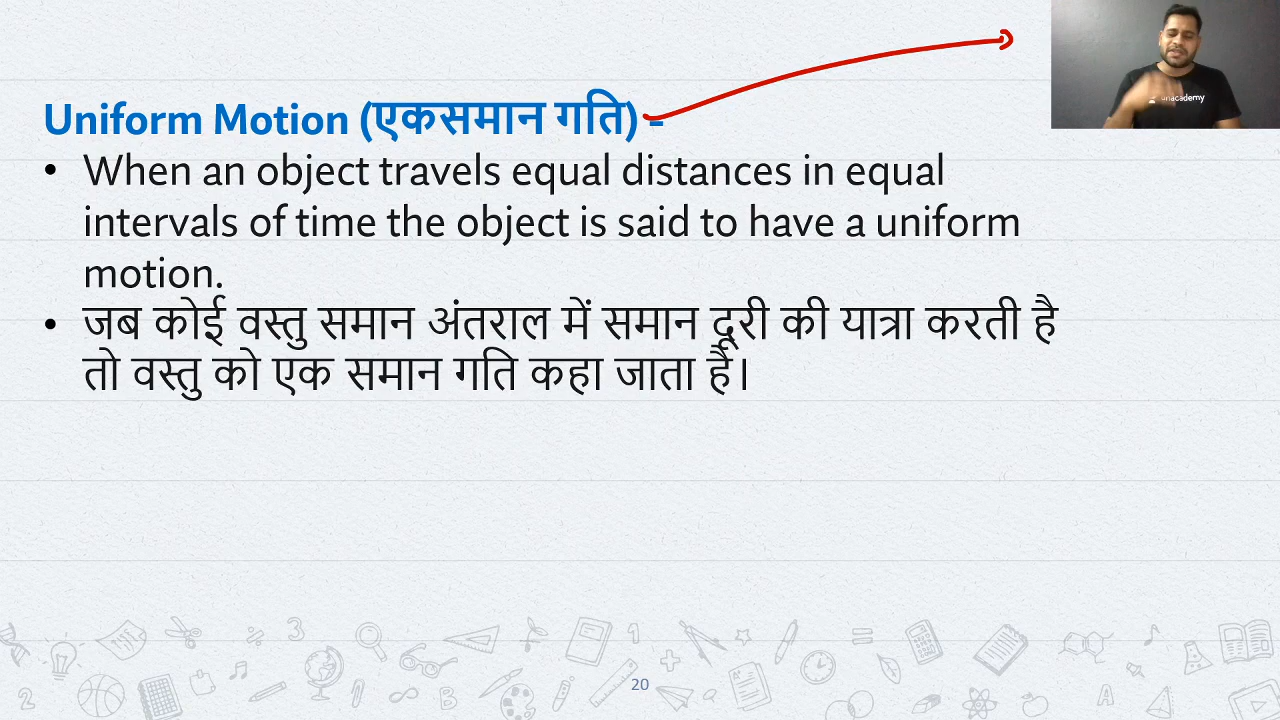 unacademy
Uniform Motion (एकसमान गति) -
• When an object travels equal distances in equal
intervals of time the object is said to have a uniform
motion.
• जब कोई वस्तु समान अंतराल में समान दूरी की यात्रा करती है
तो वस्तु को एक समान गति कहा जाता है।
20